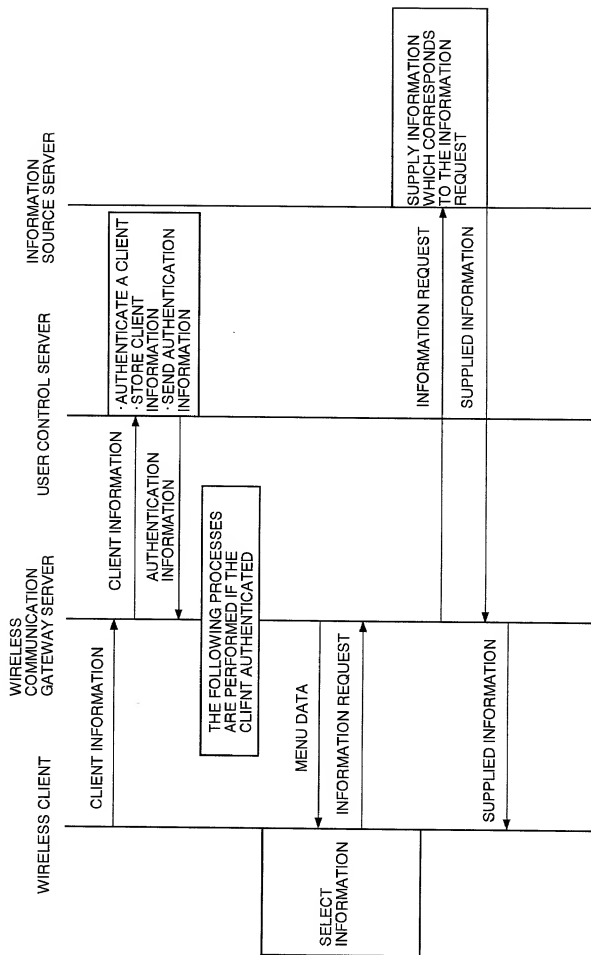 WIRELESS CLIENT
WIRELESS
COMMUNICATION
GATEWAY SERVER
USER CONTROL SERVER
INFORMATION
SOURCE SERVER
CLIENT INFORMATION
CLIENT INFORMATION
·AUTHENTICATE A CLIENT
·STORE CLIENT
INFORMATION
·SEND AUTHENTICATION
INFORMATION
AUTHENTICATION
INFORMATION
THE FOLLOWING PROCESSES
ARE PERFORMED IF THE
CLIFNT AUTHENTICATED
MENU DATA
SELECT
INFORMATION
INFORMATION REQUEST
INFORMATION REQUEST
SUPPLY INFORMATION
WHICH CORRESPONDS
TO THE INFORMATION
REQUEST
SUPPLIED INFORMATION
SUPPLIED INFORMATION